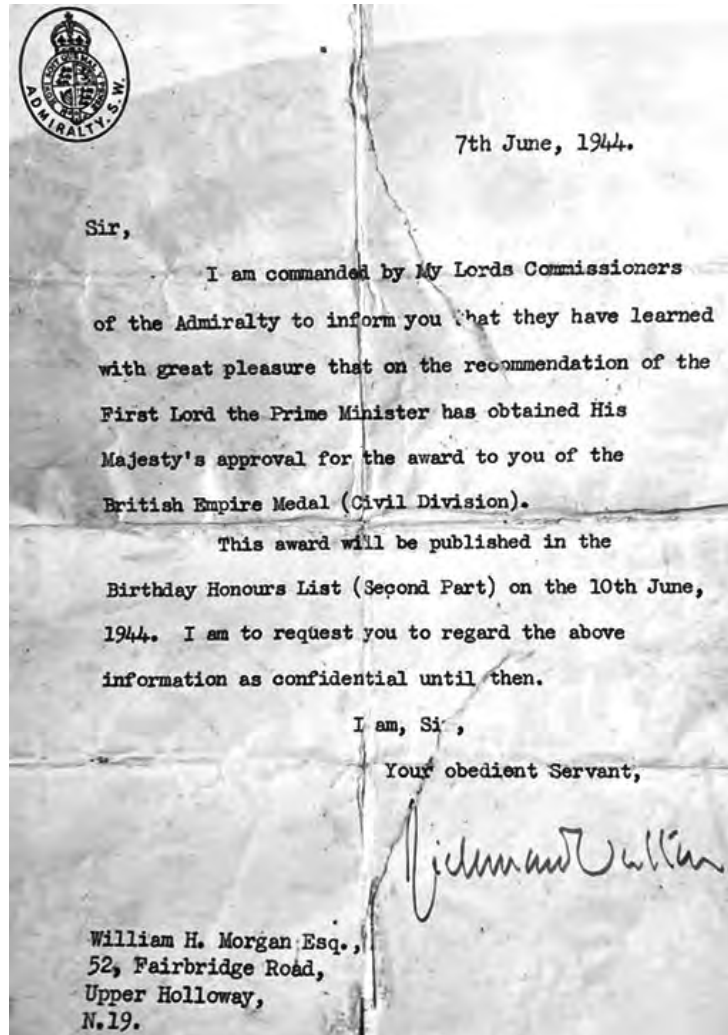 ADMIRALTY. S.W.
7th June, 1944.
Sir,
I am commanded by My Lords Commissioners
of the Admiralty to inform you that they have learned
with great pleasure that on the recommendation of the
First Lord the Prime Minister has obtained His
Majesty's approval for the award to you of the
British Empire Medal (Civil Division).
This award will be published in the
Birthday Honours List (Second Part) on the 10th June,
1944. I am to request you to regard the above
information as confidential until then.
I am, Sir,
Your obedient Servant,
William H. Morgan Esq.,
52, Fairbridge Road,
Upper Holloway,
N.19.